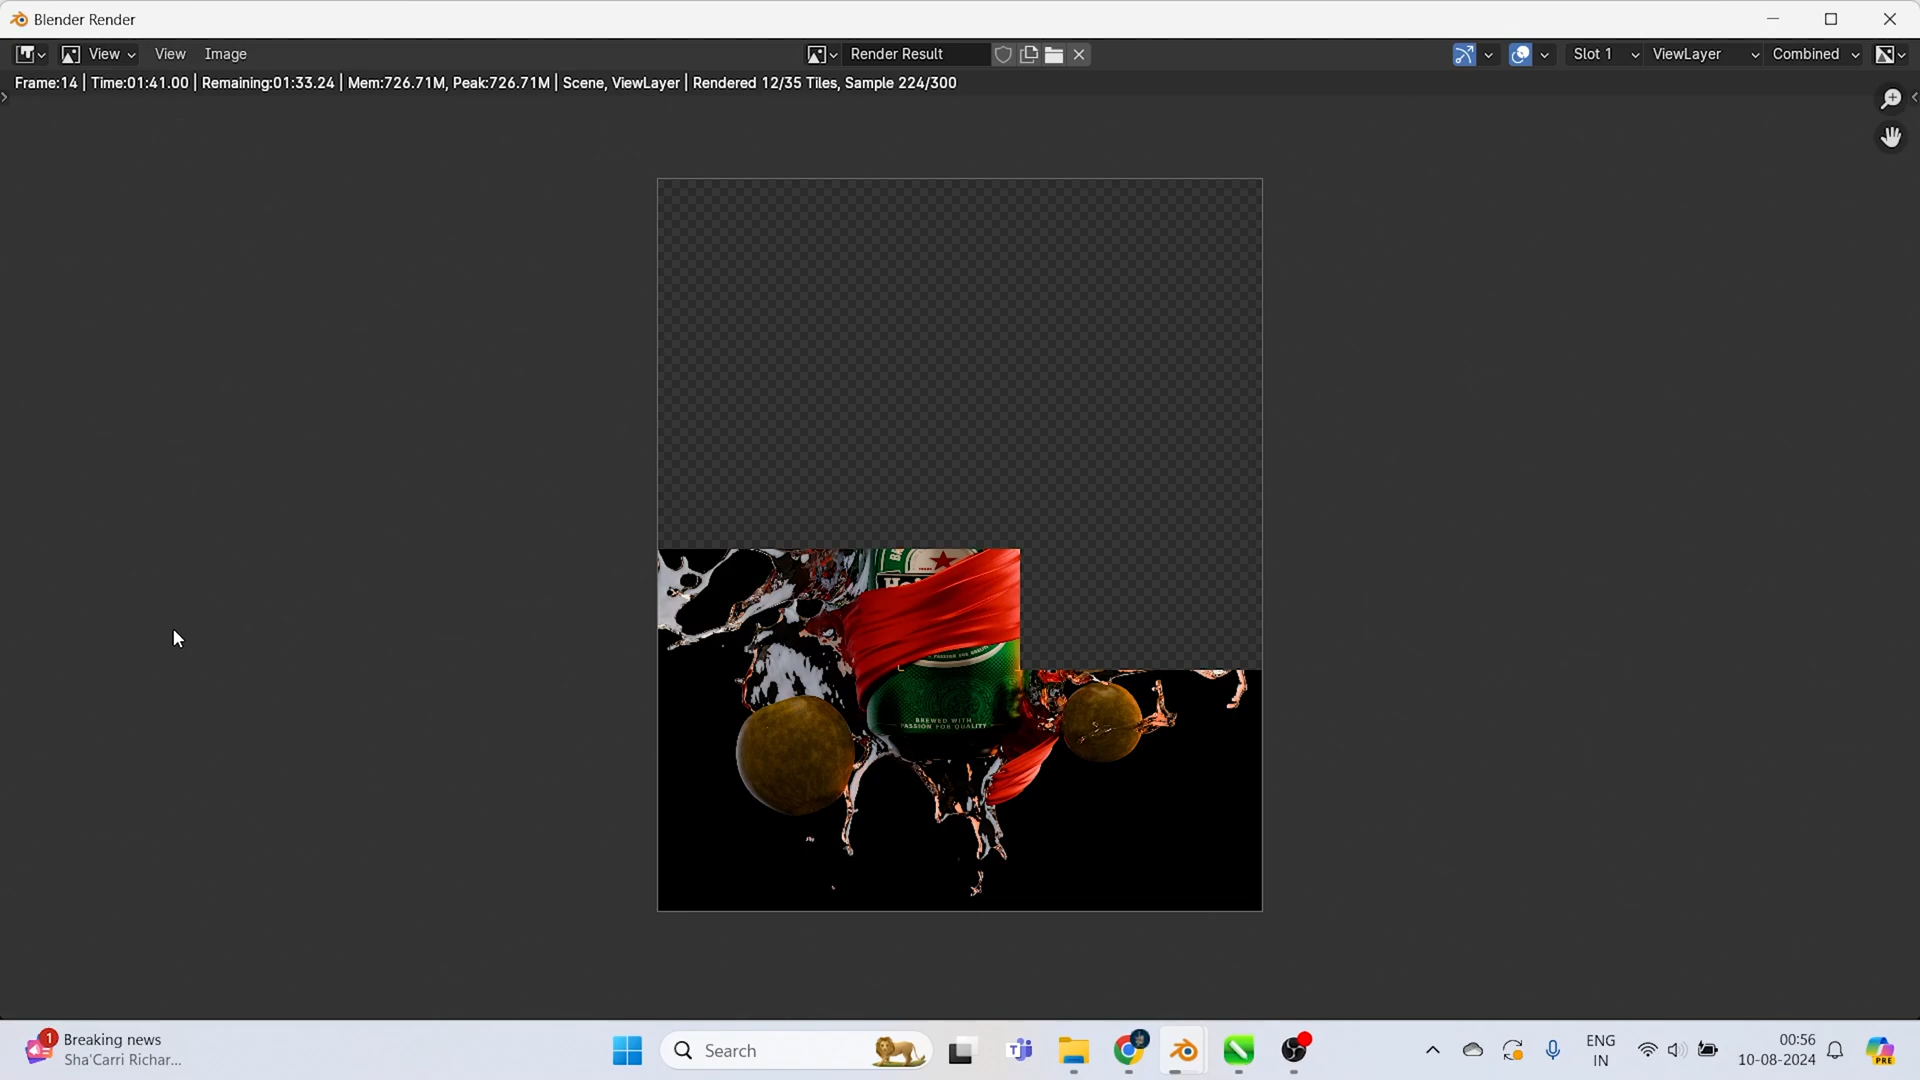 Blender Render
View View Image Render Result Slot 1 ViewLayer Combined
Frame:14 | Time:01:41.00 | Remaining:01:33.24 | Mem:726.71M, Peak:726.71M | Scene, ViewLayer | Rendered 12/35 Tiles, Sample 224/300
BREWED WITH
PASSION FOR QUALITY
1 Breaking news
Sha'Carri Richar...
Search
ENG
IN
00:56
10-08-2024
PRE